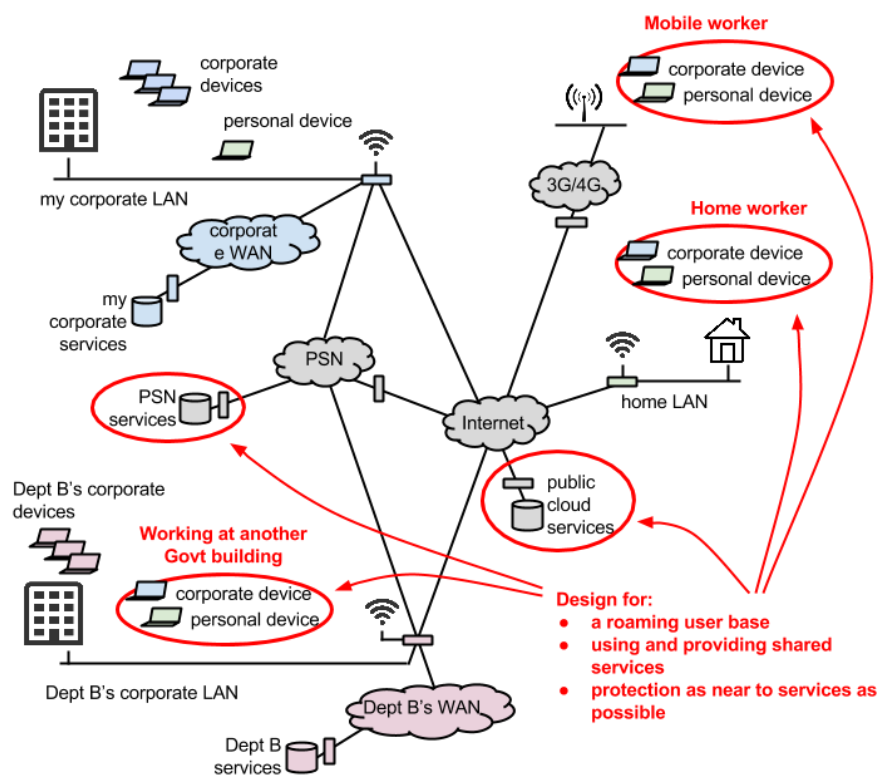 Mobile worker
corporate device
personal device
corporate
devices
personal device
my corporate LAN
3G/4G
Home worker
corporate device
personal device
corporat
e WAN
my
corporate
services
PSN
PSN
services
Internet
home LAN
public
cloud
services
Dept B's corporate
devices
Working at another
Govt building
corporate device
personal device
Design for:
● a roaming user base
● using and providing shared
services
● protection as near to services as
possible
Dept B's corporate LAN
Dept B's WAN
Dept B
services